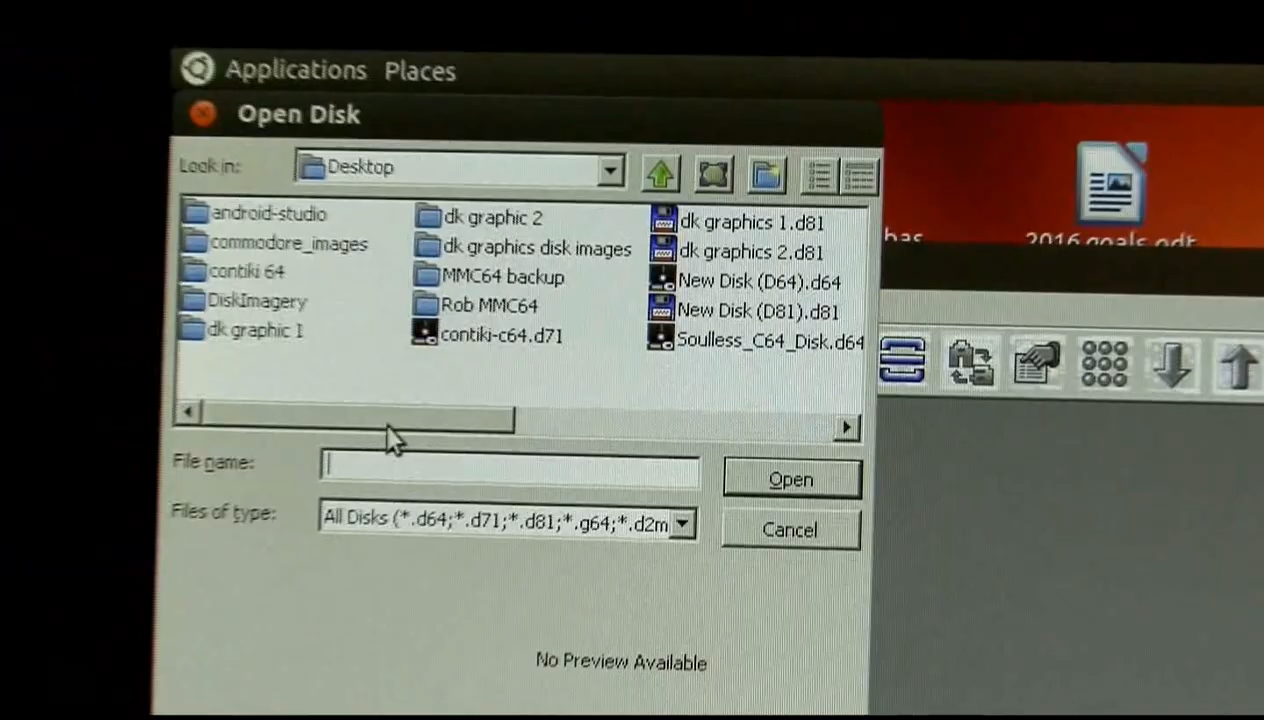 Applications Places
Open Disk
Look in: Desktop
android-studio
commodore_images
contiki 64
DiskImagery
dk graphic 1
dk graphic 2
dk graphics disk images
MMC64 backup
Rob MMC64
contiki-c64.d71
dk graphics 1.d81
dk graphics 2.d81
New Disk (D64).d64
New Disk (D81).d81
Soulless_C64_Disk.d64
bas
2016 goals.odt
File name:
Open
Files of type: All Disks (*.d64;*.d71;*.d81;*.g64;*.d2m
Cancel
No Preview Available